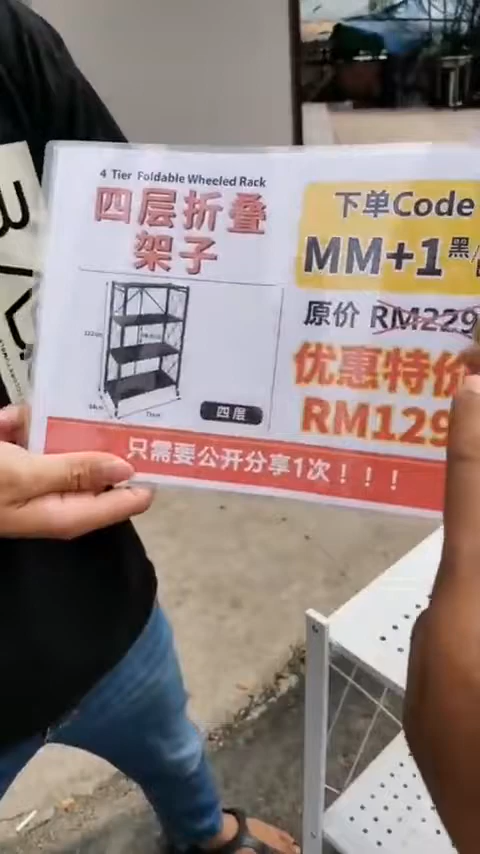 4 Tier Foldable Wheeled Rack
四层折叠
架子
四层
下单Code
MM+1 黑/
原价 RM229
优惠特价
RM129
只需要公开分享1次！！！